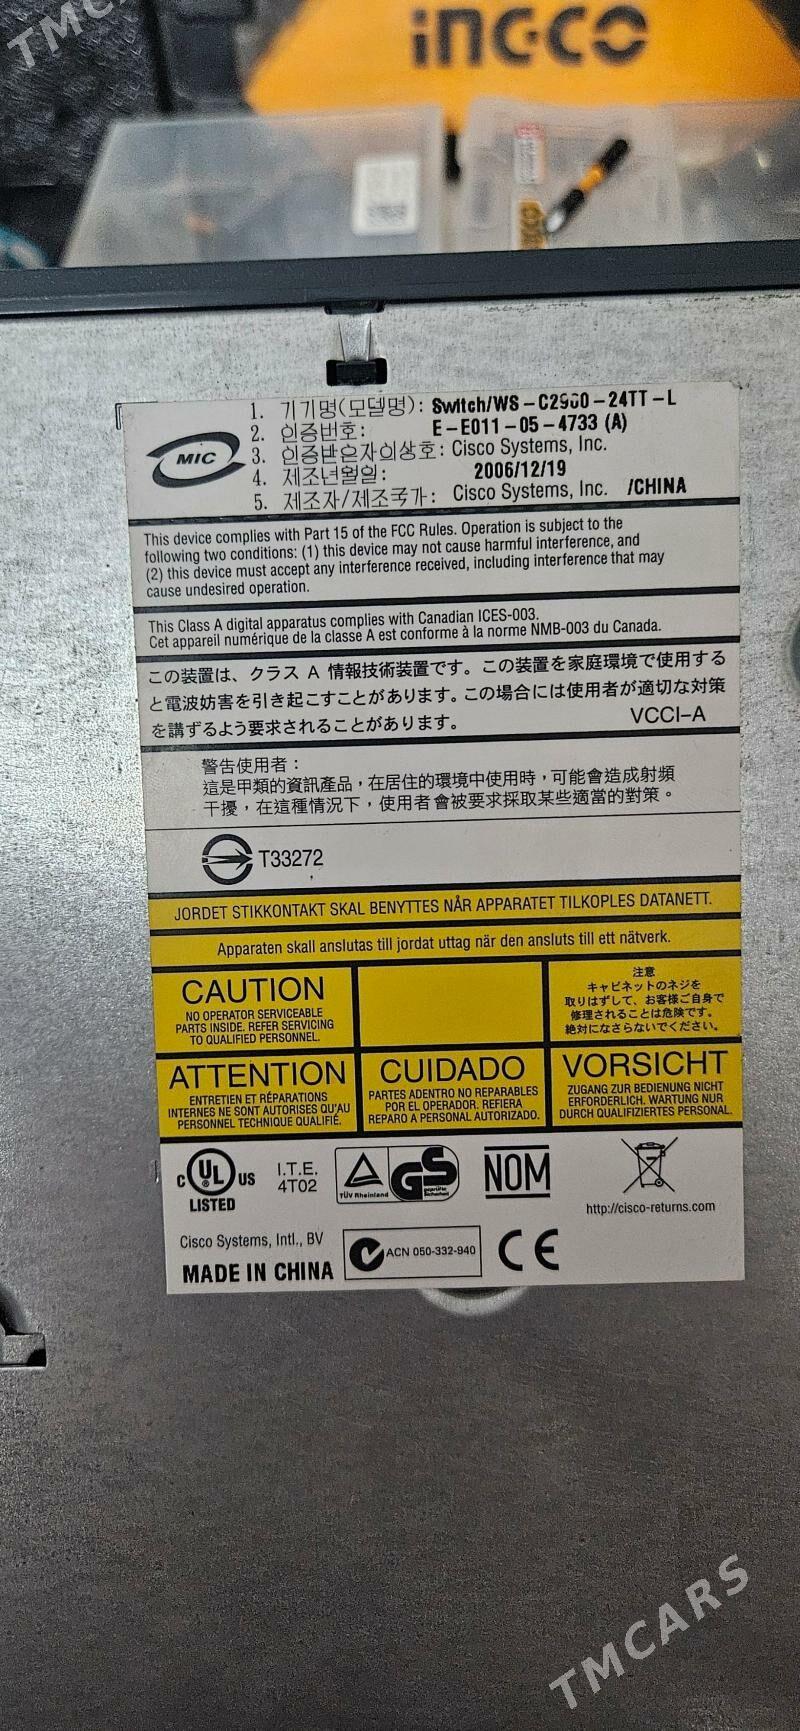 TMCARS
INGCO
MIC
1. 기기명(모델명): Switch/WS-C2960-24TT-L
2. 인증번호: E-E011-05-4733 (A)
3. 인증받은자의상호: Cisco Systems, Inc.
4. 제조년월일: 2006/12/19
5. 제조자/제조국가: Cisco Systems, Inc. /CHINA
This device complies with Part 15 of the FCC Rules. Operation is subject to the
following two conditions: (1) this device may not cause harmful interference, and
(2) this device must accept any interference received, including interference that may
cause undesired operation.
This Class A digital apparatus complies with Canadian ICES-003.
Cet appareil numérique de la classe A est conforme à la norme NMB-003 du Canada.
この装置は、クラス A 情報技術装置です。この装置を家庭環境で使用する
と電波妨害を引き起こすことがあります。この場合には使用者が適切な対策
を講ずるよう要求されることがあります。 VCCI-A
警告使用者：
這是甲類的資訊產品，在居住的環境中使用時，可能會造成射頻
干擾，在這種情況下，使用者會被要求採取某些適當的對策。
T33272
JORDET STIKKONTAKT SKAL BENYTTES NÅR APPARATET TILKOPLES DATANETT.
Apparaten skall anslutas till jordat uttag när den ansluts till ett nätverk.
CAUTION
NO OPERATOR SERVICEABLE
PARTS INSIDE. REFER SERVICING
TO QUALIFIED PERSONNEL.
注意
キャビネットのネジを
取りはずして、お客様ご自身で
修理されることは危険です。
絶対になさらないでください。
ATTENTION
ENTRETIEN ET RÉPARATIONS
INTERNES NE SONT AUTORISES QU'AU
PERSONNEL TECHNIQUE QUALIFIÉ.
CUIDADO
PARTES ADENTRO NO REPARABLES
POR EL OPERADOR. REFIERA
REPARO A PERSONAL AUTORIZADO.
VORSICHT
ZUGANG ZUR BEDIENUNG NICHT
ERFORDERLICH. WARTUNG NUR
DURCH QUALIFIZIERTES PERSONAL.
C UL US
LISTED
I.T.E.
4T02
TÜV Rheinland
GS
geprüfte
Sicherheit
NOM
http://cisco-returns.com
Cisco Systems, Intl., BV
MADE IN CHINA
ACN 050-332-940
CE
TMCARS